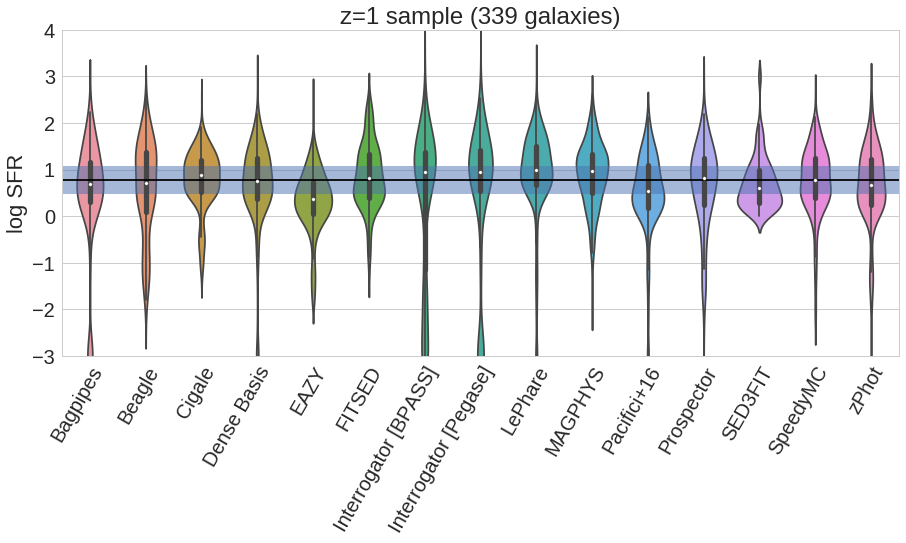 z=1 sample (339 galaxies)
log SFR
4
3
2
1
0
−1
−2
−3
Bagpipes
Beagle
Cigale
Dense Basis
EAZY
FITSED
Interrogator [BPASS]
Interrogator [Pegase]
LePhare
MAGPHYS
Pacifici+16
Prospector
SED3FIT
SpeedyMC
zPhot